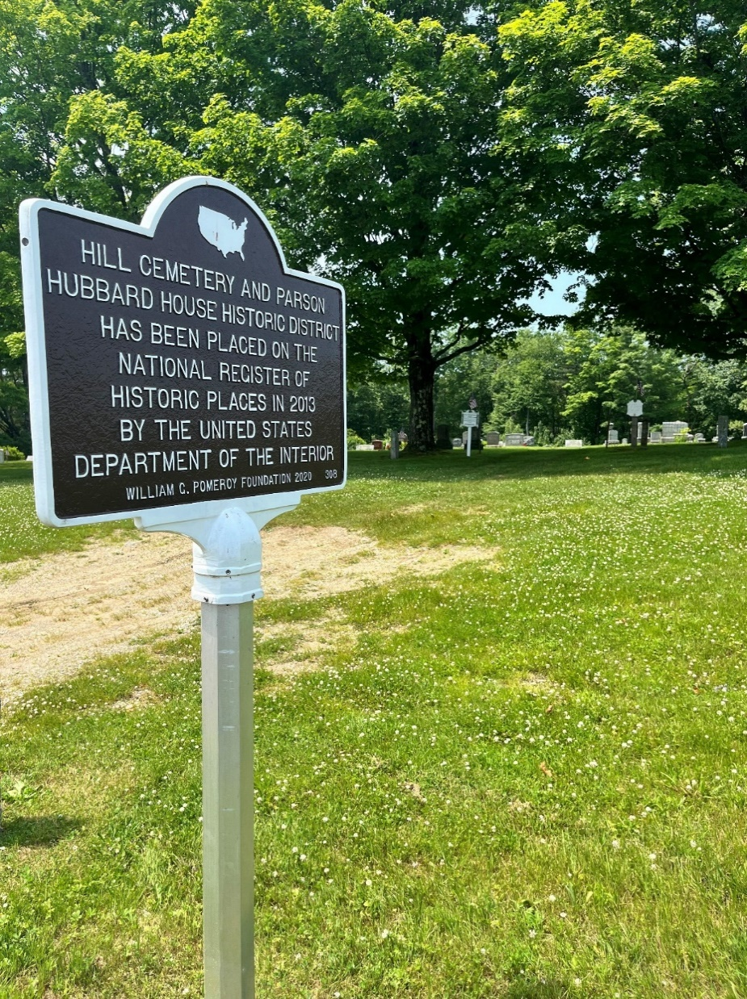 HILL CEMETERY AND PARSON
HUBBARD HOUSE HISTORIC DISTRICT
HAS BEEN PLACED ON THE
NATIONAL REGISTER OF
HISTORIC PLACES IN 2013
BY THE UNITED STATES
DEPARTMENT OF THE INTERIOR
WILLIAM G. POMEROY FOUNDATION 2020 308